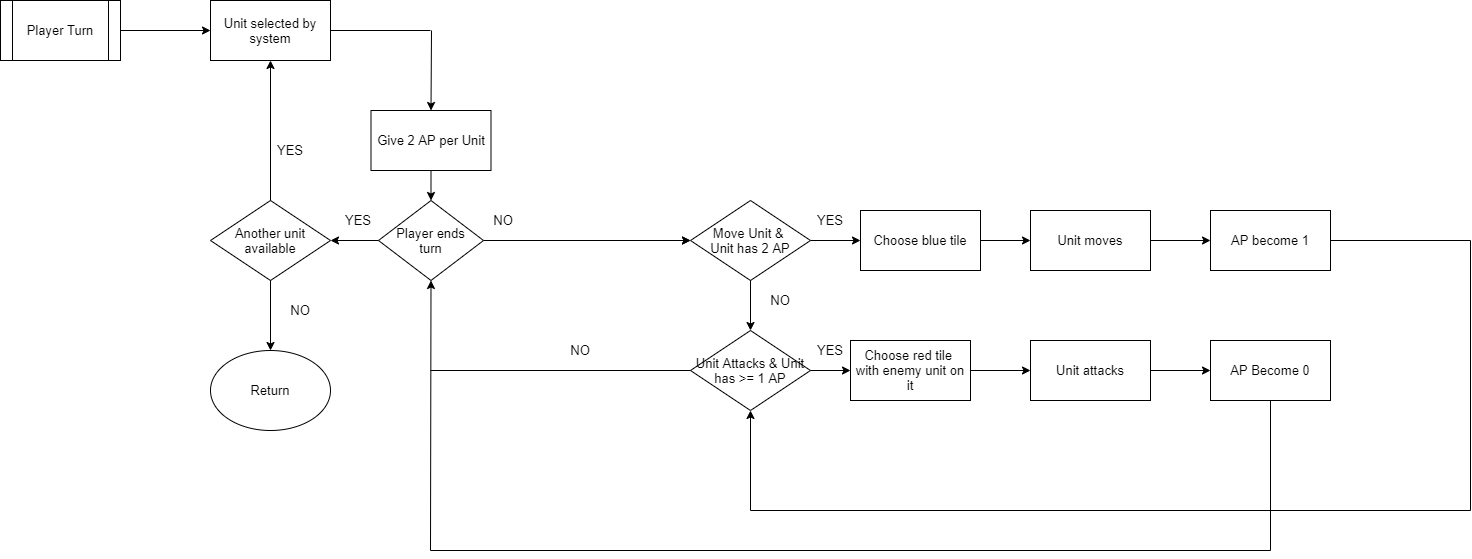 Player Turn
Unit selected by
system
Give 2 AP per Unit
YES
Another unit
available
YES
Player ends
turn
NO
Move Unit &
Unit has 2 AP
YES
Choose blue tile
Unit moves
AP become 1
NO
NO
Return
NO
Unit Attacks & Unit
has >= 1 AP
YES
Choose red tile
with enemy unit on
it
Unit attacks
AP Become 0